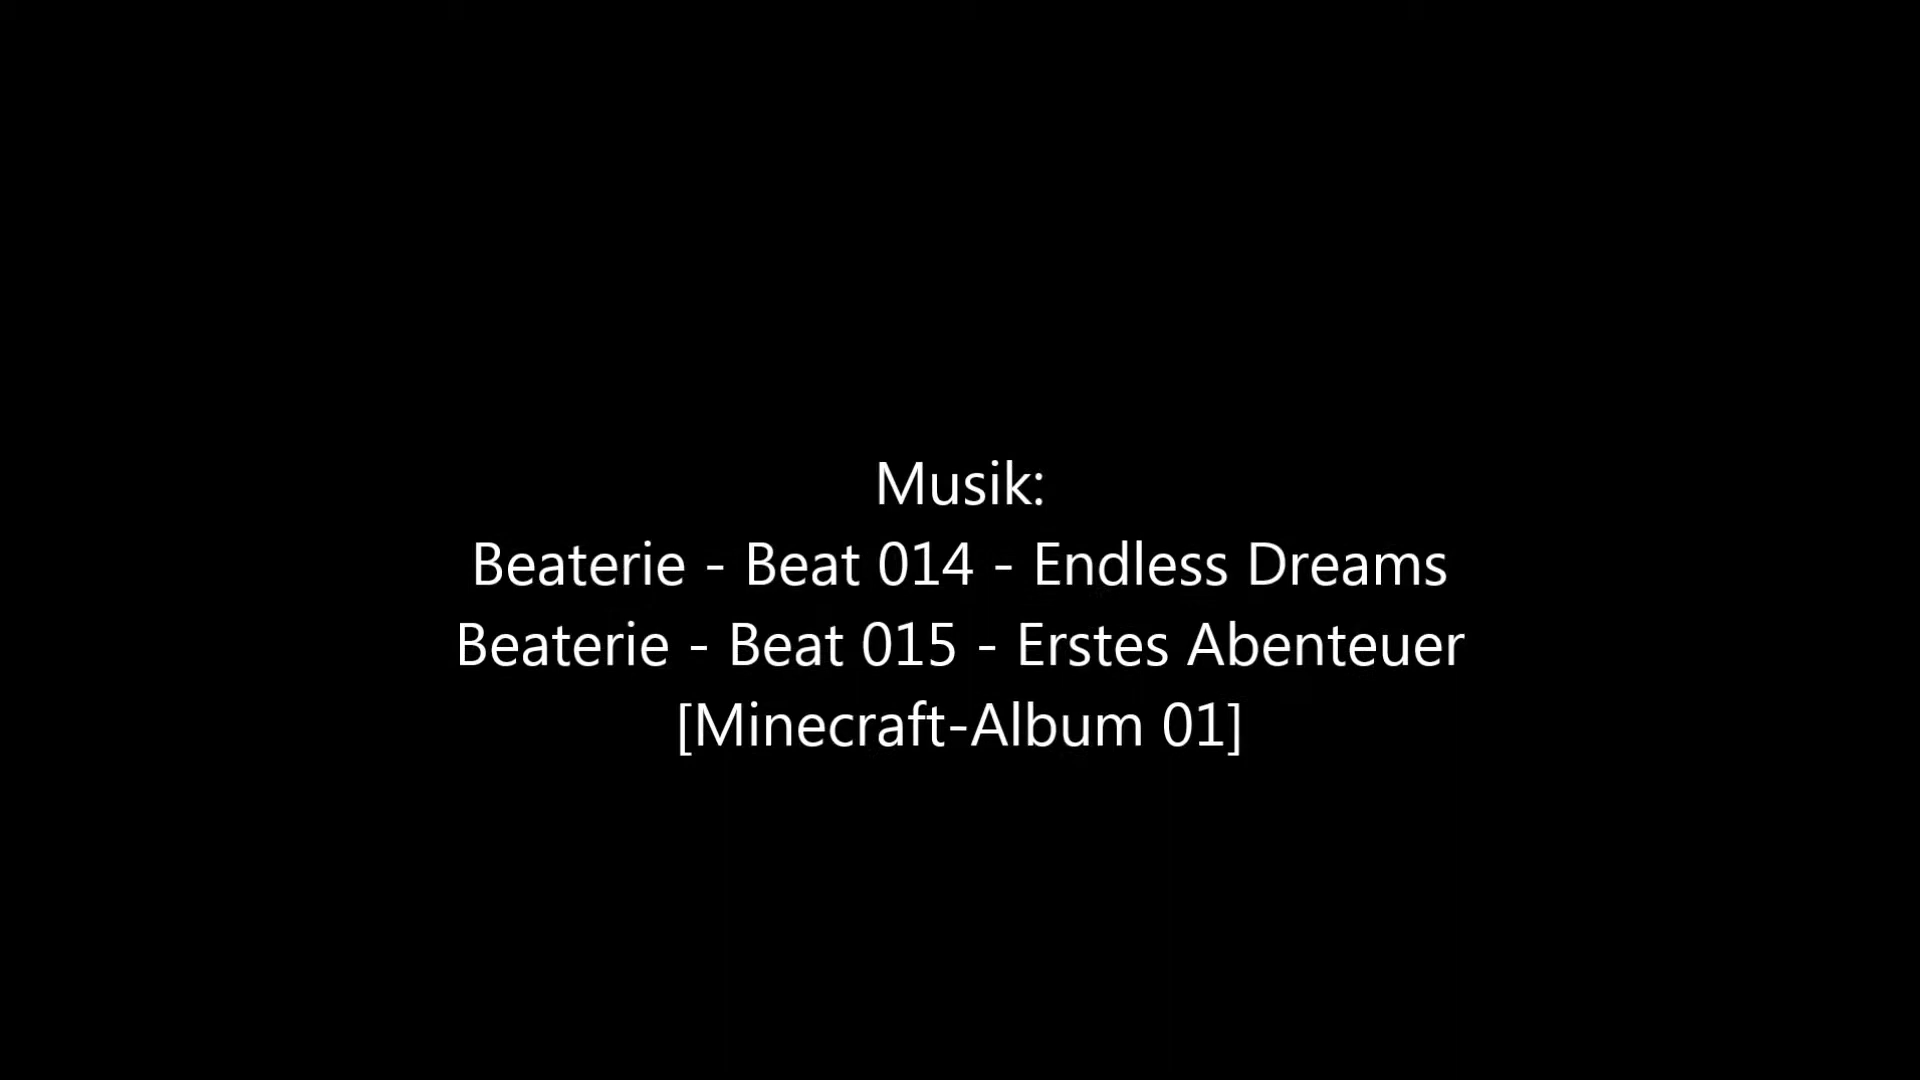 Musik:
Beaterie - Beat 014 - Endless Dreams
Beaterie - Beat 015 - Erstes Abenteuer
[Minecraft-Album 01]